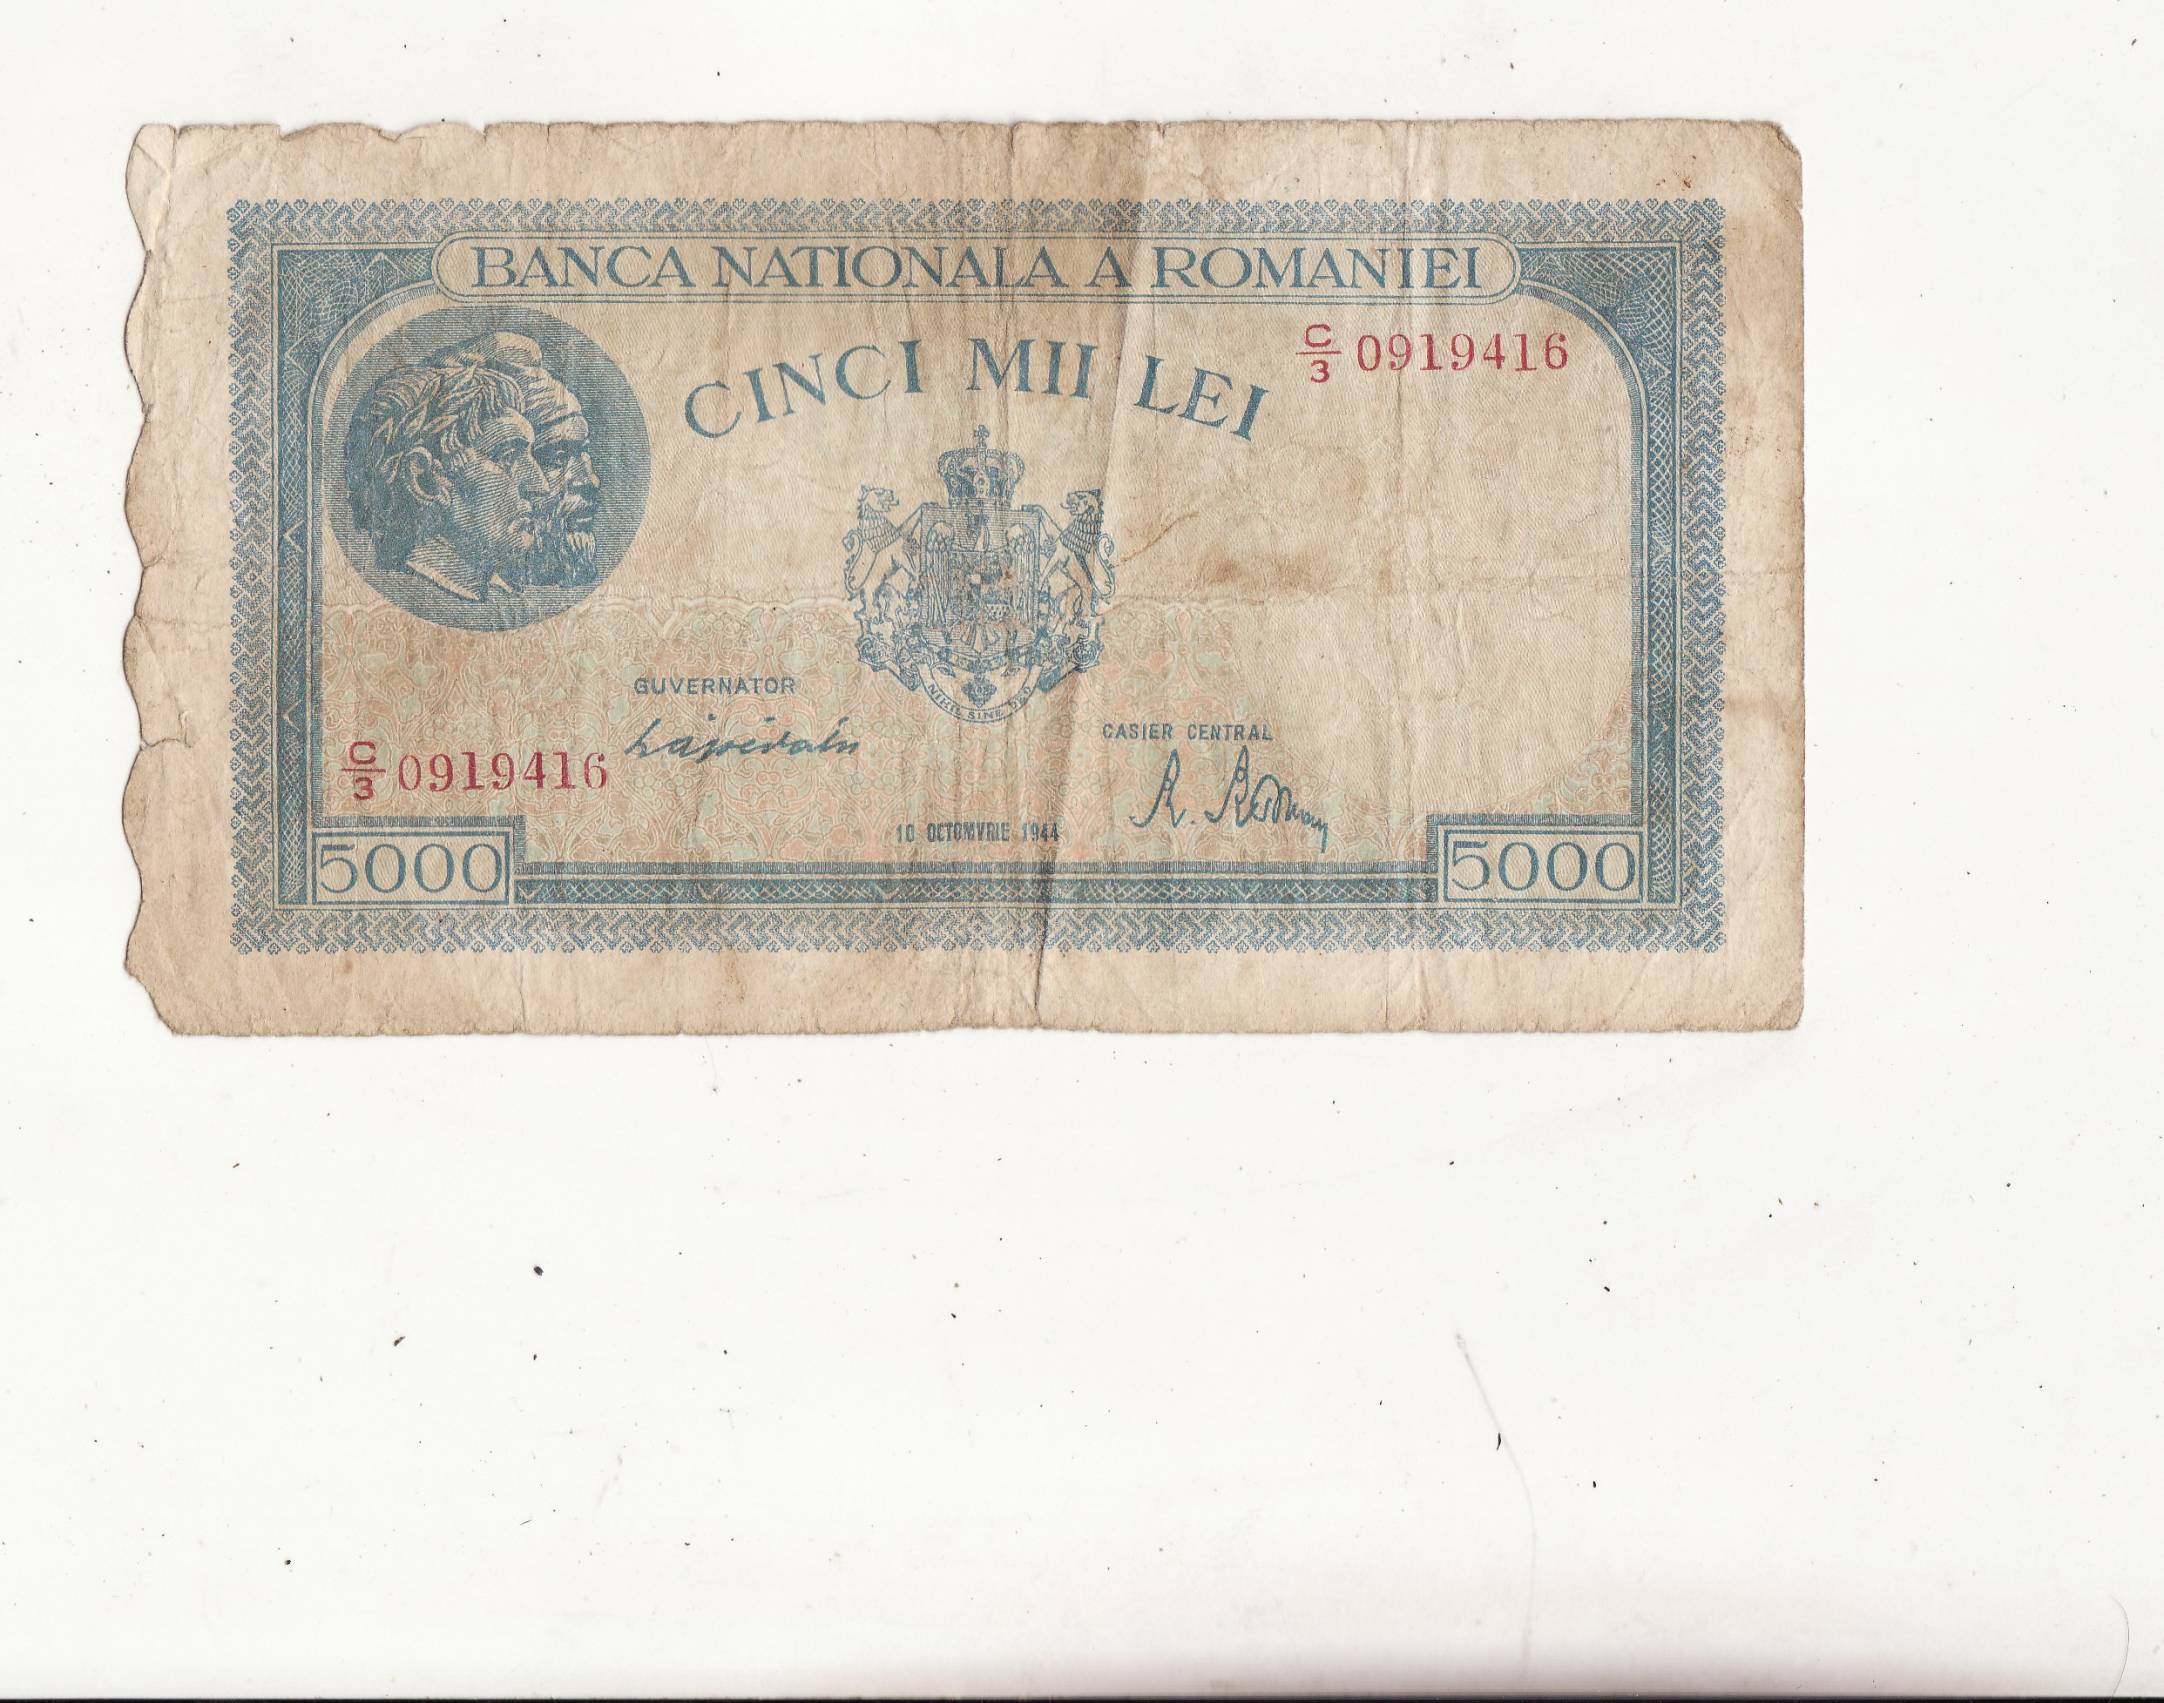 BANCA NATIONALA A ROMANIEI
CINCI MII LEI
C/3 0919416
NIHIL SINE DEO
GUVERNATOR
CASIER CENTRAL
C/3 0919416
10 OCTOMVRIE 1944
5000
5000